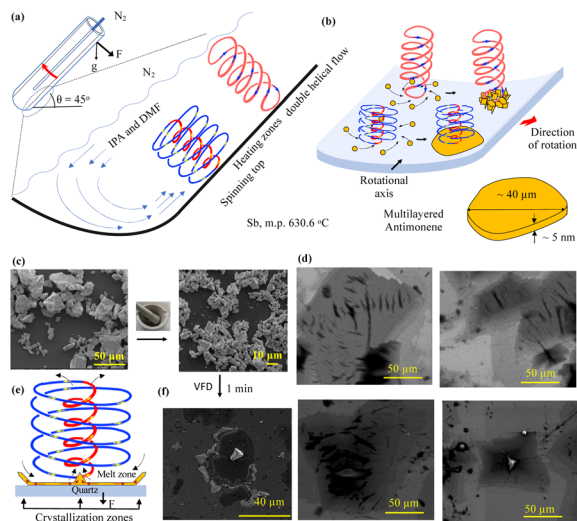 (a)
N2
F
g
N2
θ = 45°
IPA and DMF
Spinning top
Heating zones
double helical flow
Sb, m.p. 630.6 °C
(b)
Direction
of rotation
Rotational
axis
Multilayered
Antimonene
~ 40 µm
~ 5 nm
(c)
50 µm
10 µm
VFD
1 min
(d)
50 µm
50 µm
50 µm
50 µm
(e)
Melt zone
Quartz
F
Crystallization zones
(f)
40 µm